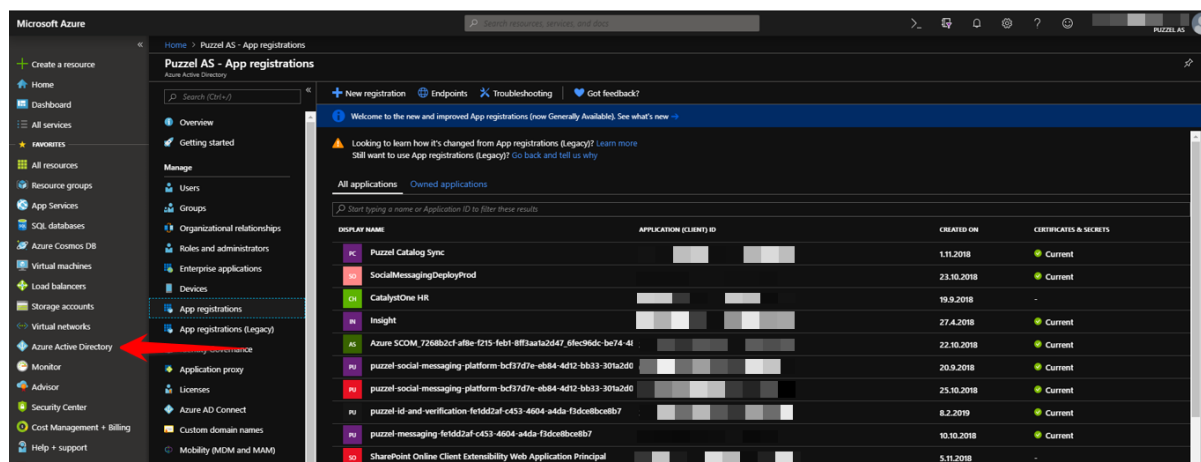 Microsoft Azure
Search resources, services, and docs
PUZZEL AS
Create a resource
Home
Dashboard
All services
FAVORITES
All resources
Resource groups
App Services
SQL databases
Azure Cosmos DB
Virtual machines
Load balancers
Storage accounts
Virtual networks
Azure Active Directory
Monitor
Advisor
Security Center
Cost Management + Billing
Help + support
Home > Puzzel AS - App registrations
Puzzel AS - App registrations
Azure Active Directory
Search (Ctrl+/)
Overview
Getting started
Manage
Users
Groups
Organizational relationships
Roles and administrators
Enterprise applications
Devices
App registrations
App registrations (Legacy)
Governance
Application proxy
Licenses
Azure AD Connect
Custom domain names
Mobility (MDM and MAM)
New registration Endpoints Troubleshooting Got feedback?
Welcome to the new and improved App registrations (now Generally Available). See what's new →
Looking to learn how it's changed from App registrations (Legacy)? Learn more
Still want to use App registrations (Legacy)? Go back and tell us why
All applications Owned applications
Start typing a name or Application ID to filter these results
DISPLAY NAME APPLICATION (CLIENT) ID CREATED ON CERTIFICATES & SECRETS
PC Puzzel Catalog Sync 1.11.2018 Current
SO SocialMessagingDeployProd 23.10.2018 Current
CH CatalystOne HR 19.9.2018 -
IN Insight 27.4.2018 Current
AS Azure SCOM_7268b2cf-af8e-f215-feb1-8ff3aa1a2d47_6fec96dc-be74-48 22.10.2018 Current
PU puzzel-social-messaging-platform-bcf37d7e-eb84-4d12-bb33-301a2d0 20.9.2018 Current
PU puzzel-social-messaging-platform-bcf37d7e-eb84-4d12-bb33-301a2d0 25.10.2018 Current
PU puzzel-id-and-verification-fe1dd2af-c453-4604-a4da-f3dce8bce8b7 8.2.2019 Current
PU puzzel-messaging-fe1dd2af-c453-4604-a4da-f3dce8bce8b7 10.10.2018 Current
SO SharePoint Online Client Extensibility Web Application Principal 5.11.2018 -